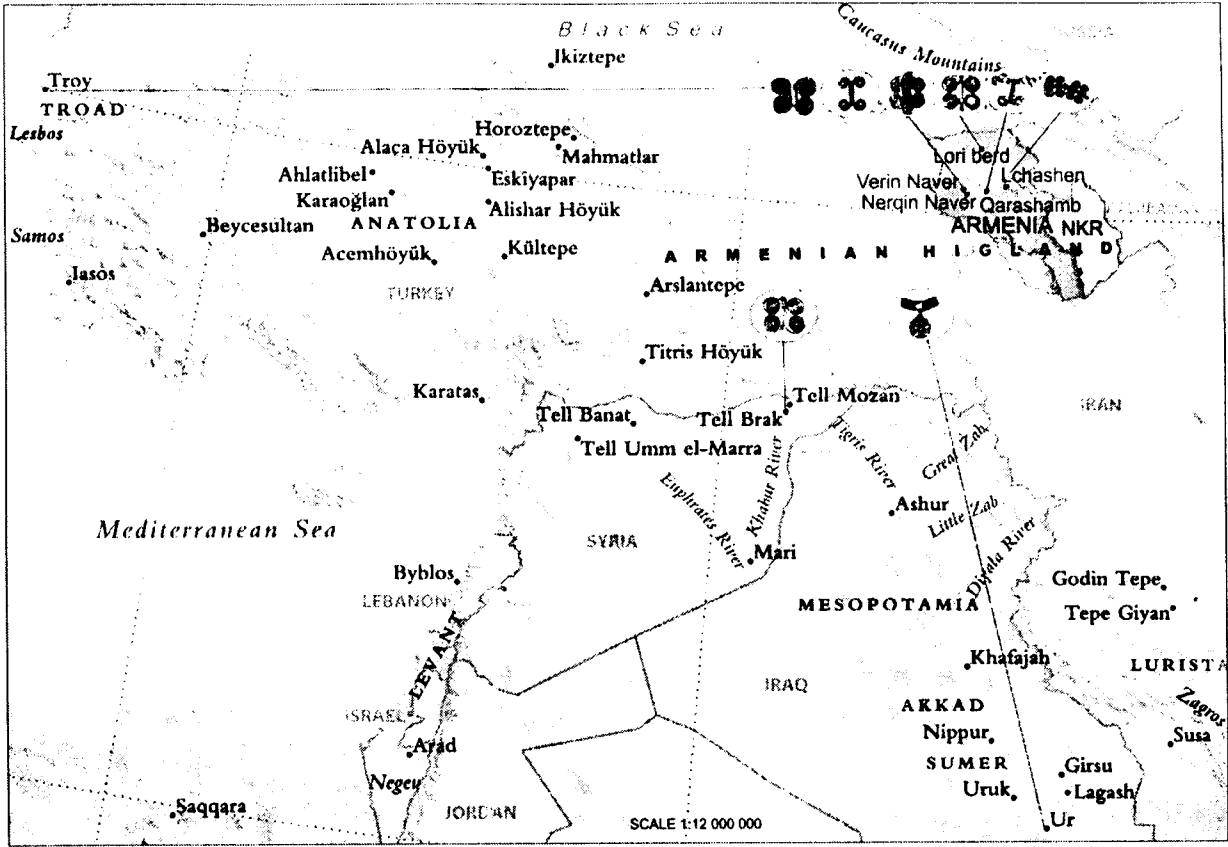 Black Sea
Caucasus Mountains
RUSSIA
Ikiztepe
Troy
TROAD
Lesbos
Horoztepe
Mahmatlar
Alaça Höyük
Ahlatlibel
Eskiyapar
Karaoğlan
Alishar Höyük
ANATOLIA
Beycesultan
Samos
Iasos
Acemhöyük
Kültepe
TURKEY
Lori berd
Lchashen
Verin Naver
Nerqin Naver
Qarashamb
ARMENIA NKR
ARMENIAN HIGLAND
Arslantepe
Titris Höyük
Karatas
Tell Mozan
Tell Banat
Tell Brak
Tell Umm el-Marra
IRAN
Tigris River
Great Zab
Khabur River
Euphrates River
Ashur
Little Zab
Mediterranean Sea
SYRIA
Mari
Diyala River
Byblos
LEBANON
Godin Tepe
MESOPOTAMIA
Tepe Giyan
LEVANT
Khafajah
LURISTA
IRAQ
Zagros
ISRAEL
AKKAD
Arad
Nippur
Susa
Negev
SUMER
Girsu
Uruk
Lagash
Saqqara
JORDAN
SCALE 1:12 000 000
Ur